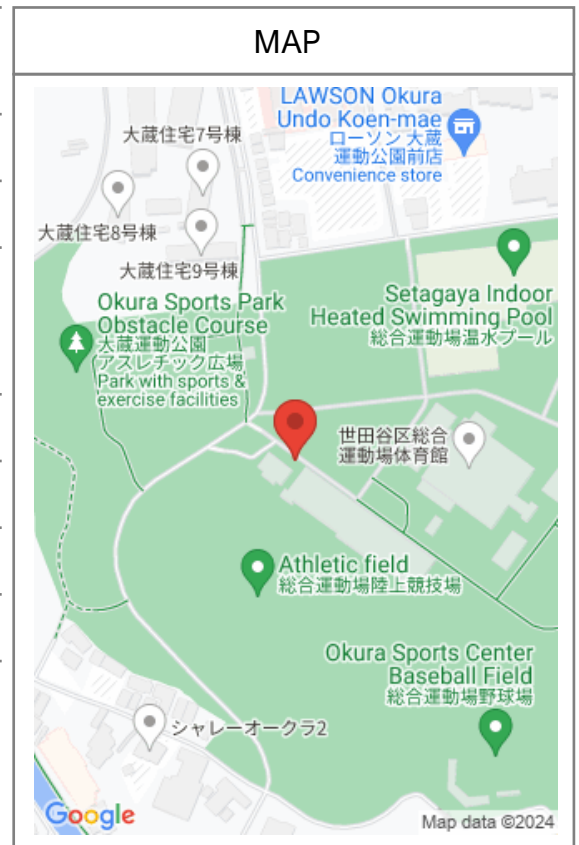 MAP
LAWSON Okura
Undo Koen-mae
ローソン 大蔵
運動公園前店
Convenience store
大蔵住宅7号棟
大蔵住宅8号棟
大蔵住宅9号棟
Okura Sports Park
Obstacle Course
大蔵運動公園
アスレチック広場
Park with sports &
exercise facilities
Setagaya Indoor
Heated Swimming Pool
総合運動場温水プール
世田谷区総合
運動場体育館
Athletic field
総合運動場陸上競技場
Okura Sports Center
Baseball Field
総合運動場野球場
シャレーオークラ2
Google
Map data ©2024